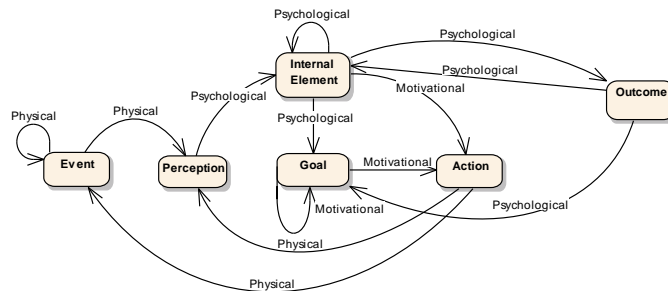 Psychological
Psychological
Internal
Element
Psychological
Outcome
Motivational
Physical
Physical
Psychological
Psychological
Event
Perception
Goal
Motivational
Action
Motivational
Psychological
Physical
Physical